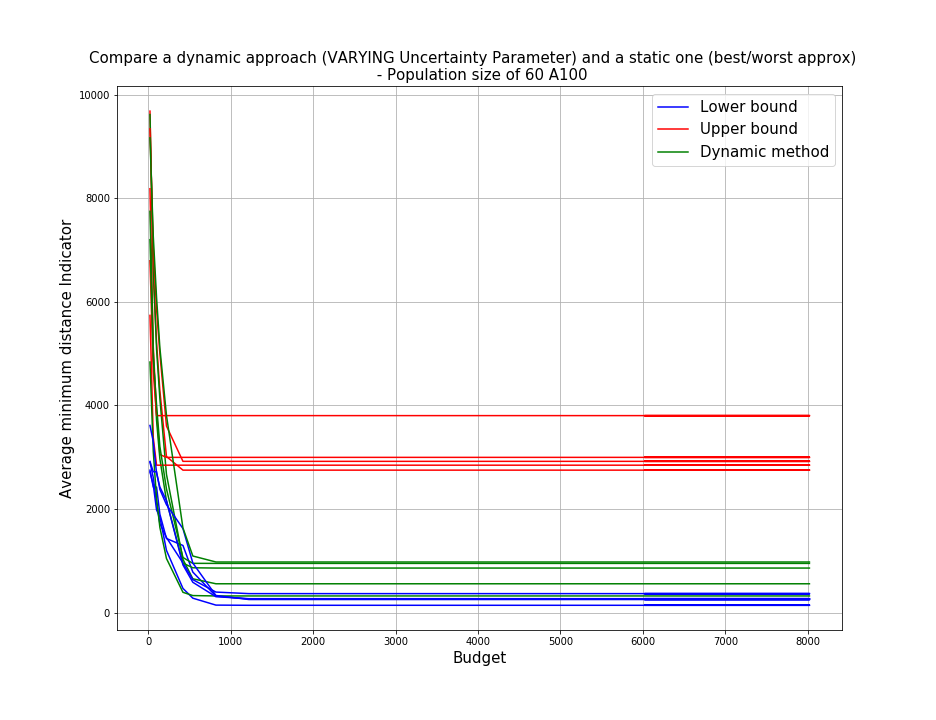 Compare a dynamic approach (VARYING Uncertainty Parameter) and a static one (best/worst approx)
- Population size of 60 A100
Lower bound
Upper bound
Dynamic method
Average minimum distance Indicator
10000
8000
6000
4000
2000
0
0 1000 2000 3000 4000 5000 6000 7000 8000
Budget